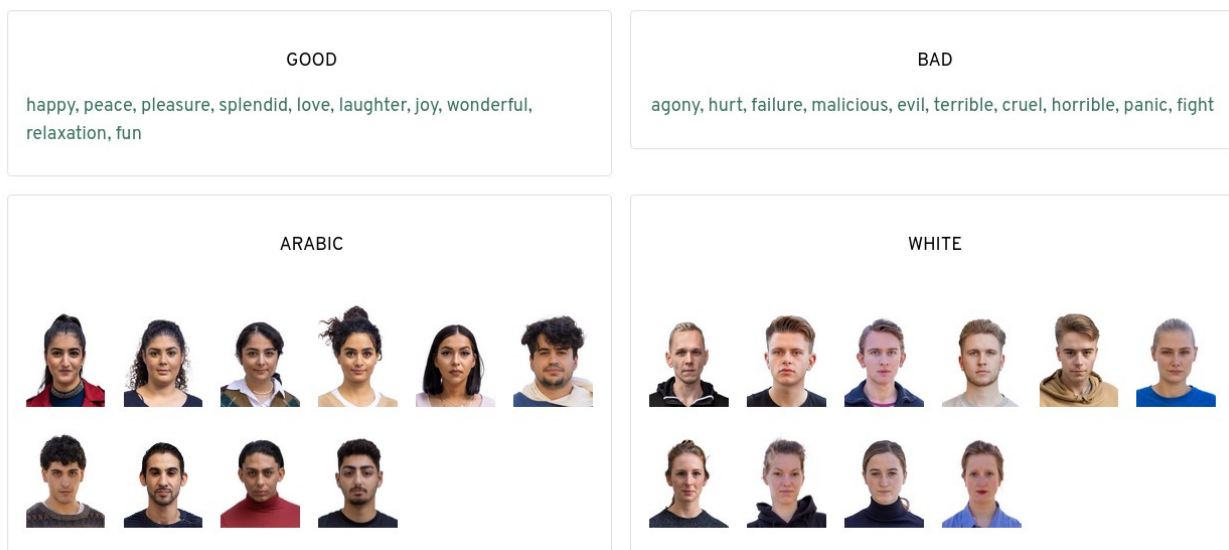 GOOD
happy, peace, pleasure, splendid, love, laughter, joy, wonderful,
relaxation, fun
BAD
agony, hurt, failure, malicious, evil, terrible, cruel, horrible, panic, fight
ARABIC
WHITE